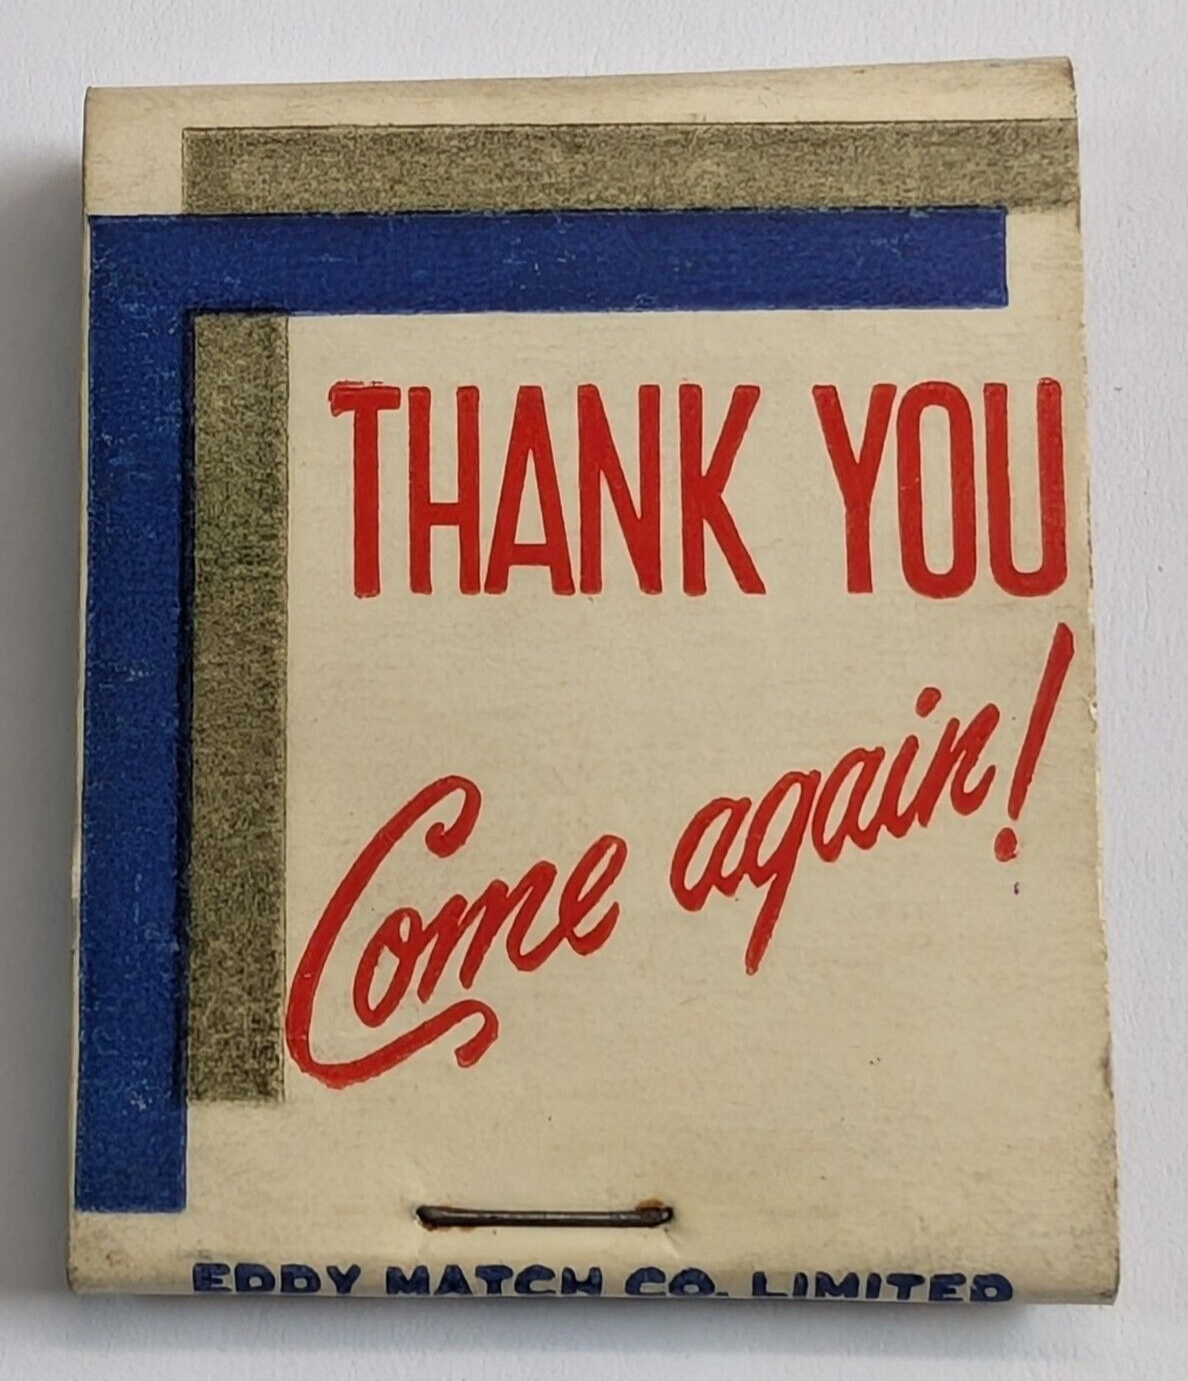 THANK YOU
Come again!
EDDY MATCH CO. LIMITED